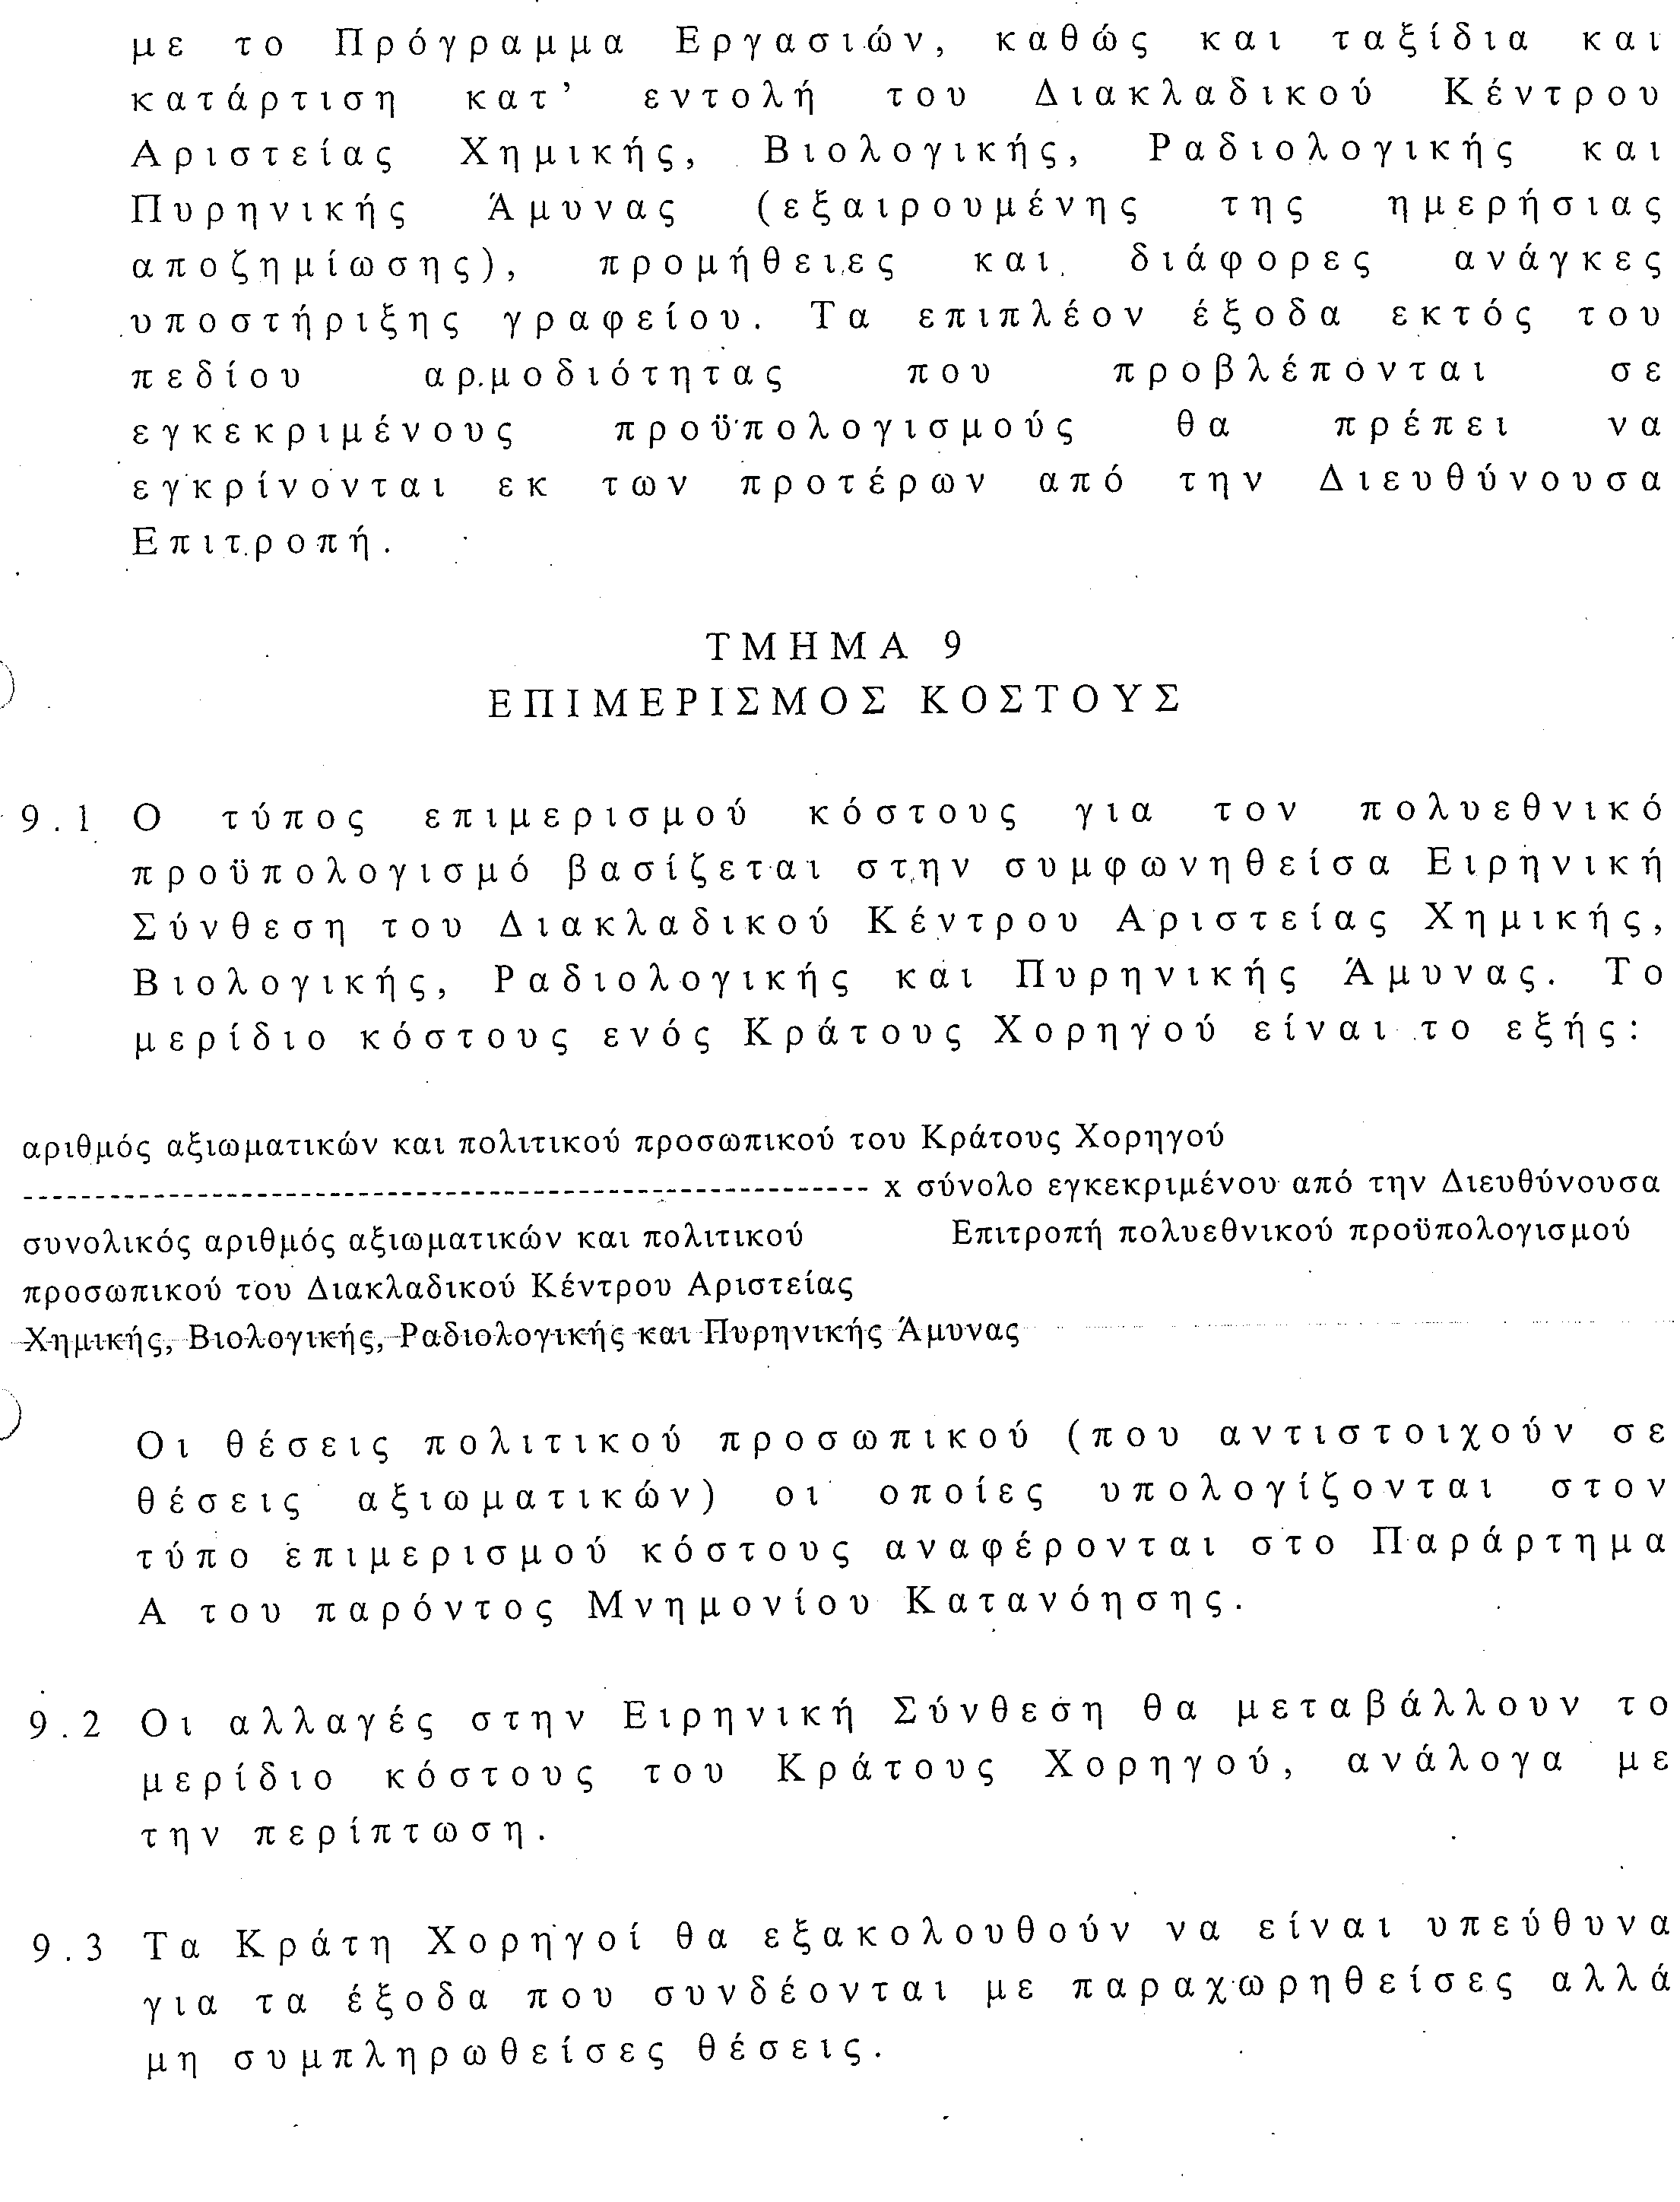 με το Πρόγραμμα Εργασιών, καθώς και ταξίδια και
κατάρτιση κατ’ εντολή του Διακλαδικού Κέντρου
Αριστείας Χημικής, Βιολογικής, Ραδιολογικής και
Πυρηνικής Άμυνας (εξαιρουμένης της ημερήσιας
αποζημίωσης), προμήθειες και διάφορες ανάγκες
υποστήριξης γραφείου. Τα επιπλέον έξοδα εκτός του
πεδίου αρμοδιότητας που προβλέπονται σε
εγκεκριμένους προϋπολογισμούς θα πρέπει να
εγκρίνονται εκ των προτέρων από την Διευθύνουσα
Επιτροπή.
ΤΜΗΜΑ 9
ΕΠΙΜΕΡΙΣΜΟΣ ΚΟΣΤΟΥΣ
9.1 Ο τύπος επιμερισμού κόστους για τον πολυεθνικό
προϋπολογισμό βασίζεται στην συμφωνηθείσα Ειρηνική
Σύνθεση του Διακλαδικού Κέντρου Αριστείας Χημικής,
Βιολογικής, Ραδιολογικής και Πυρηνικής Άμυνας. Το
μερίδιο κόστους ενός Κράτους Χορηγού είναι το εξής:
αριθμός αξιωματικών και πολιτικού προσωπικού του Κράτους Χορηγού
---------------------------------------------------------------------- x σύνολο εγκεκριμένου από την Διευθύνουσα
συνολικός αριθμός αξιωματικών και πολιτικού Επιτροπή πολυεθνικού προϋπολογισμού
προσωπικού του Διακλαδικού Κέντρου Αριστείας
Χημικής, Βιολογικής, Ραδιολογικής και Πυρηνικής Άμυνας
Οι θέσεις πολιτικού προσωπικού (που αντιστοιχούν σε
θέσεις αξιωματικών) οι οποίες υπολογίζονται στον
τύπο επιμερισμού κόστους αναφέρονται στο Παράρτημα
Α του παρόντος Μνημονίου Κατανόησης.
9.2 Οι αλλαγές στην Ειρηνική Σύνθεση θα μεταβάλλουν το
μερίδιο κόστους του Κράτους Χορηγού, ανάλογα με
την περίπτωση.
9.3 Τα Κράτη Χορηγοί θα εξακολουθούν να είναι υπεύθυνα
για τα έξοδα που συνδέονται με παραχωρηθείσες αλλά
μη συμπληρωθείσες θέσεις.